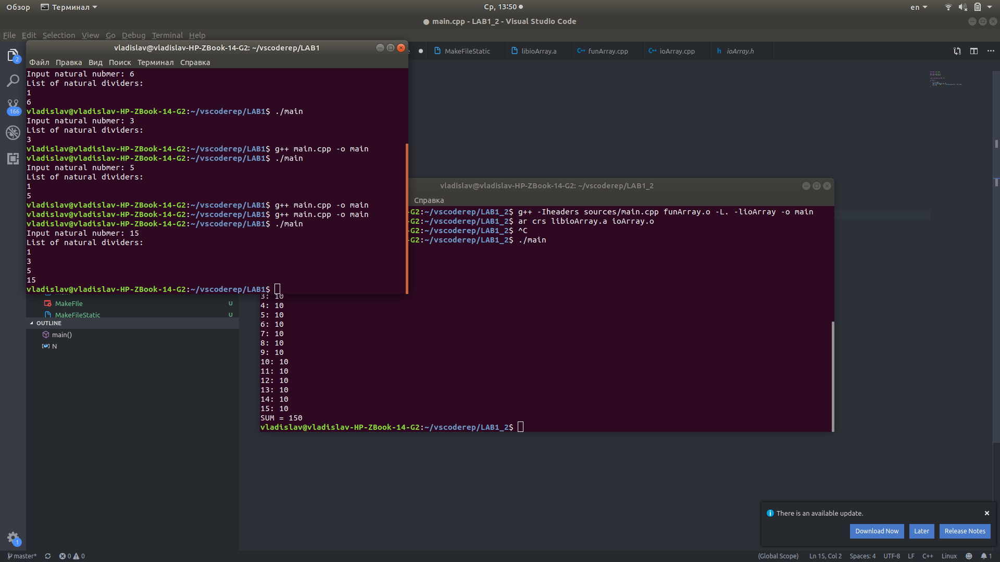 Обзор Терминал Ср, 13:50 en
main.cpp - LAB1_2 - Visual Studio Code
File Edit Selection View Go Debug Terminal Help
2
166
vladislav@vladislav-HP-ZBook-14-G2: ~/vscoderep/LAB1
Файл Правка Вид Поиск Терминал Справка
Input natural nubmer: 6
List of natural dividers:
1
6
vladislav@vladislav-HP-ZBook-14-G2:~/vscoderep/LAB1$ ./main
Input natural nubmer: 3
List of natural dividers:
3
vladislav@vladislav-HP-ZBook-14-G2:~/vscoderep/LAB1$ g++ main.cpp -o main
vladislav@vladislav-HP-ZBook-14-G2:~/vscoderep/LAB1$ ./main
Input natural nubmer: 5
List of natural dividers:
1
5
vladislav@vladislav-HP-ZBook-14-G2:~/vscoderep/LAB1$ g++ main.cpp -o main
vladislav@vladislav-HP-ZBook-14-G2:~/vscoderep/LAB1$ g++ main.cpp -o main
vladislav@vladislav-HP-ZBook-14-G2:~/vscoderep/LAB1$ ./main
Input natural nubmer: 15
List of natural dividers:
1
3
5
15
vladislav@vladislav-HP-ZBook-14-G2:~/vscoderep/LAB1$
MakeFileStatic libioArray.a funArray.cpp ioArray.cpp ioArray.h
vladislav@vladislav-HP-ZBook-14-G2: ~/vscoderep/LAB1_2
Справка
-G2:~/vscoderep/LAB1_2$ g++ -Iheaders sources/main.cpp funArray.o -L. -lioArray -o main
-G2:~/vscoderep/LAB1_2$ ar crs libioArray.a ioArray.o
-G2:~/vscoderep/LAB1_2$ ^C
-G2:~/vscoderep/LAB1_2$ ./main
3: 10
4: 10
5: 10
6: 10
7: 10
8: 10
9: 10
10: 10
11: 10
12: 10
13: 10
14: 10
15: 10
SUM = 150
vladislav@vladislav-HP-ZBook-14-G2:~/vscoderep/LAB1_2$
MakeFIle U
MakeFileStatic U
OUTLINE
main()
N
There is an available update.
Download Now Later Release Notes
1
master* 0 0 (Global Scope) Ln 15, Col 2 Spaces: 4 UTF-8 LF C++ Linux 1